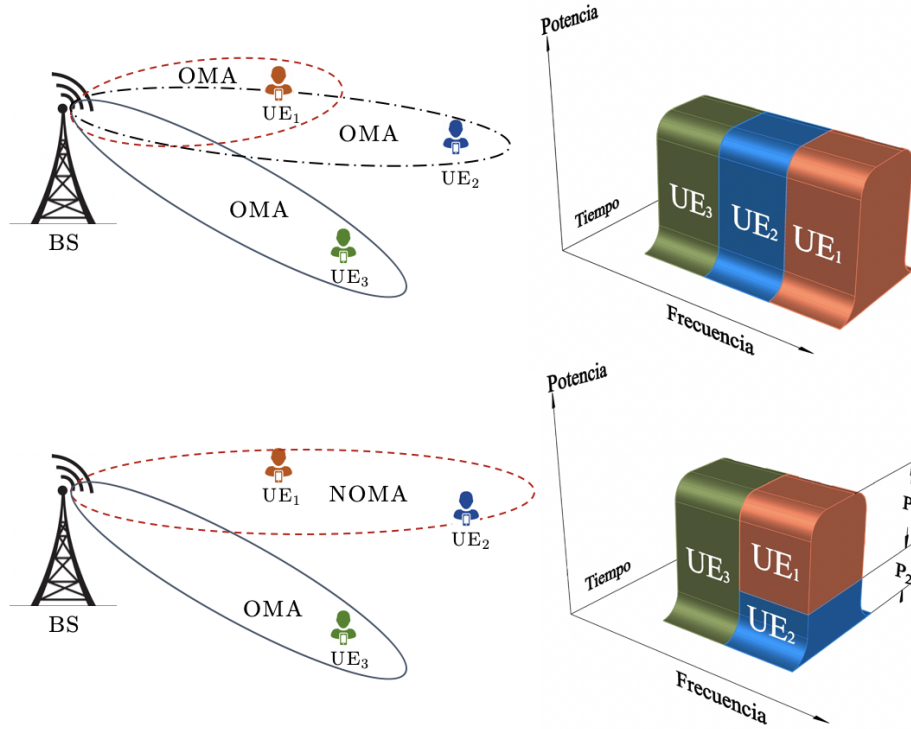 OMA
UE₁
OMA
UE₂
OMA
UE₃
BS
Potencia
Tiempo
UE₃
UE₂
UE₁
Frecuencia
UE₁
NOMA
UE₂
OMA
UE₃
BS
Potencia
Tiempo
UE₃
UE₁
UE₂
P
P₂
Frecuencia